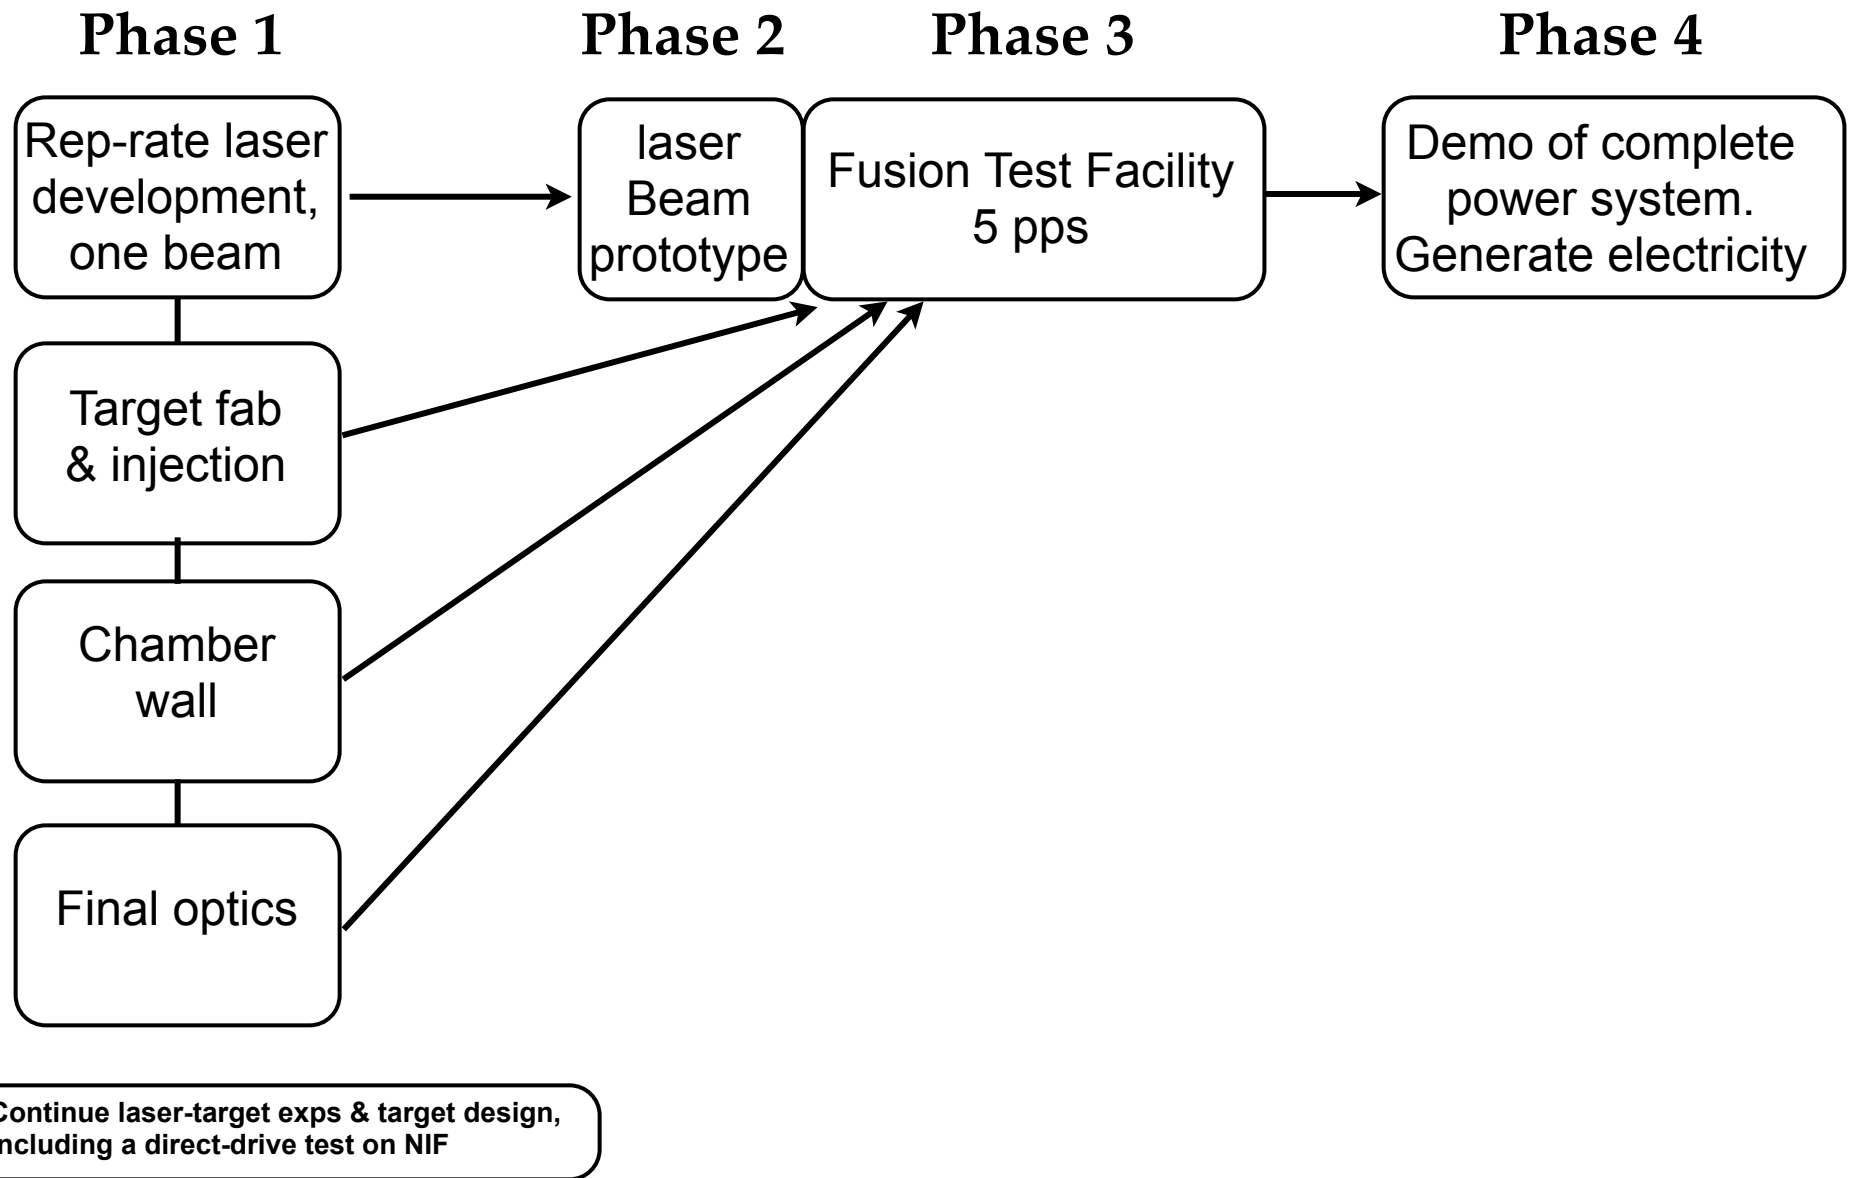 Phase 1
Phase 2
Phase 3
Phase 4
Rep-rate laser
development,
one beam
laser
Beam
prototype
Fusion Test Facility
5 pps
Demo of complete
power system.
Generate electricity
Target fab
& injection
Chamber
wall
Final optics
Continue laser-target exps & target design,
including a direct-drive test on NIF